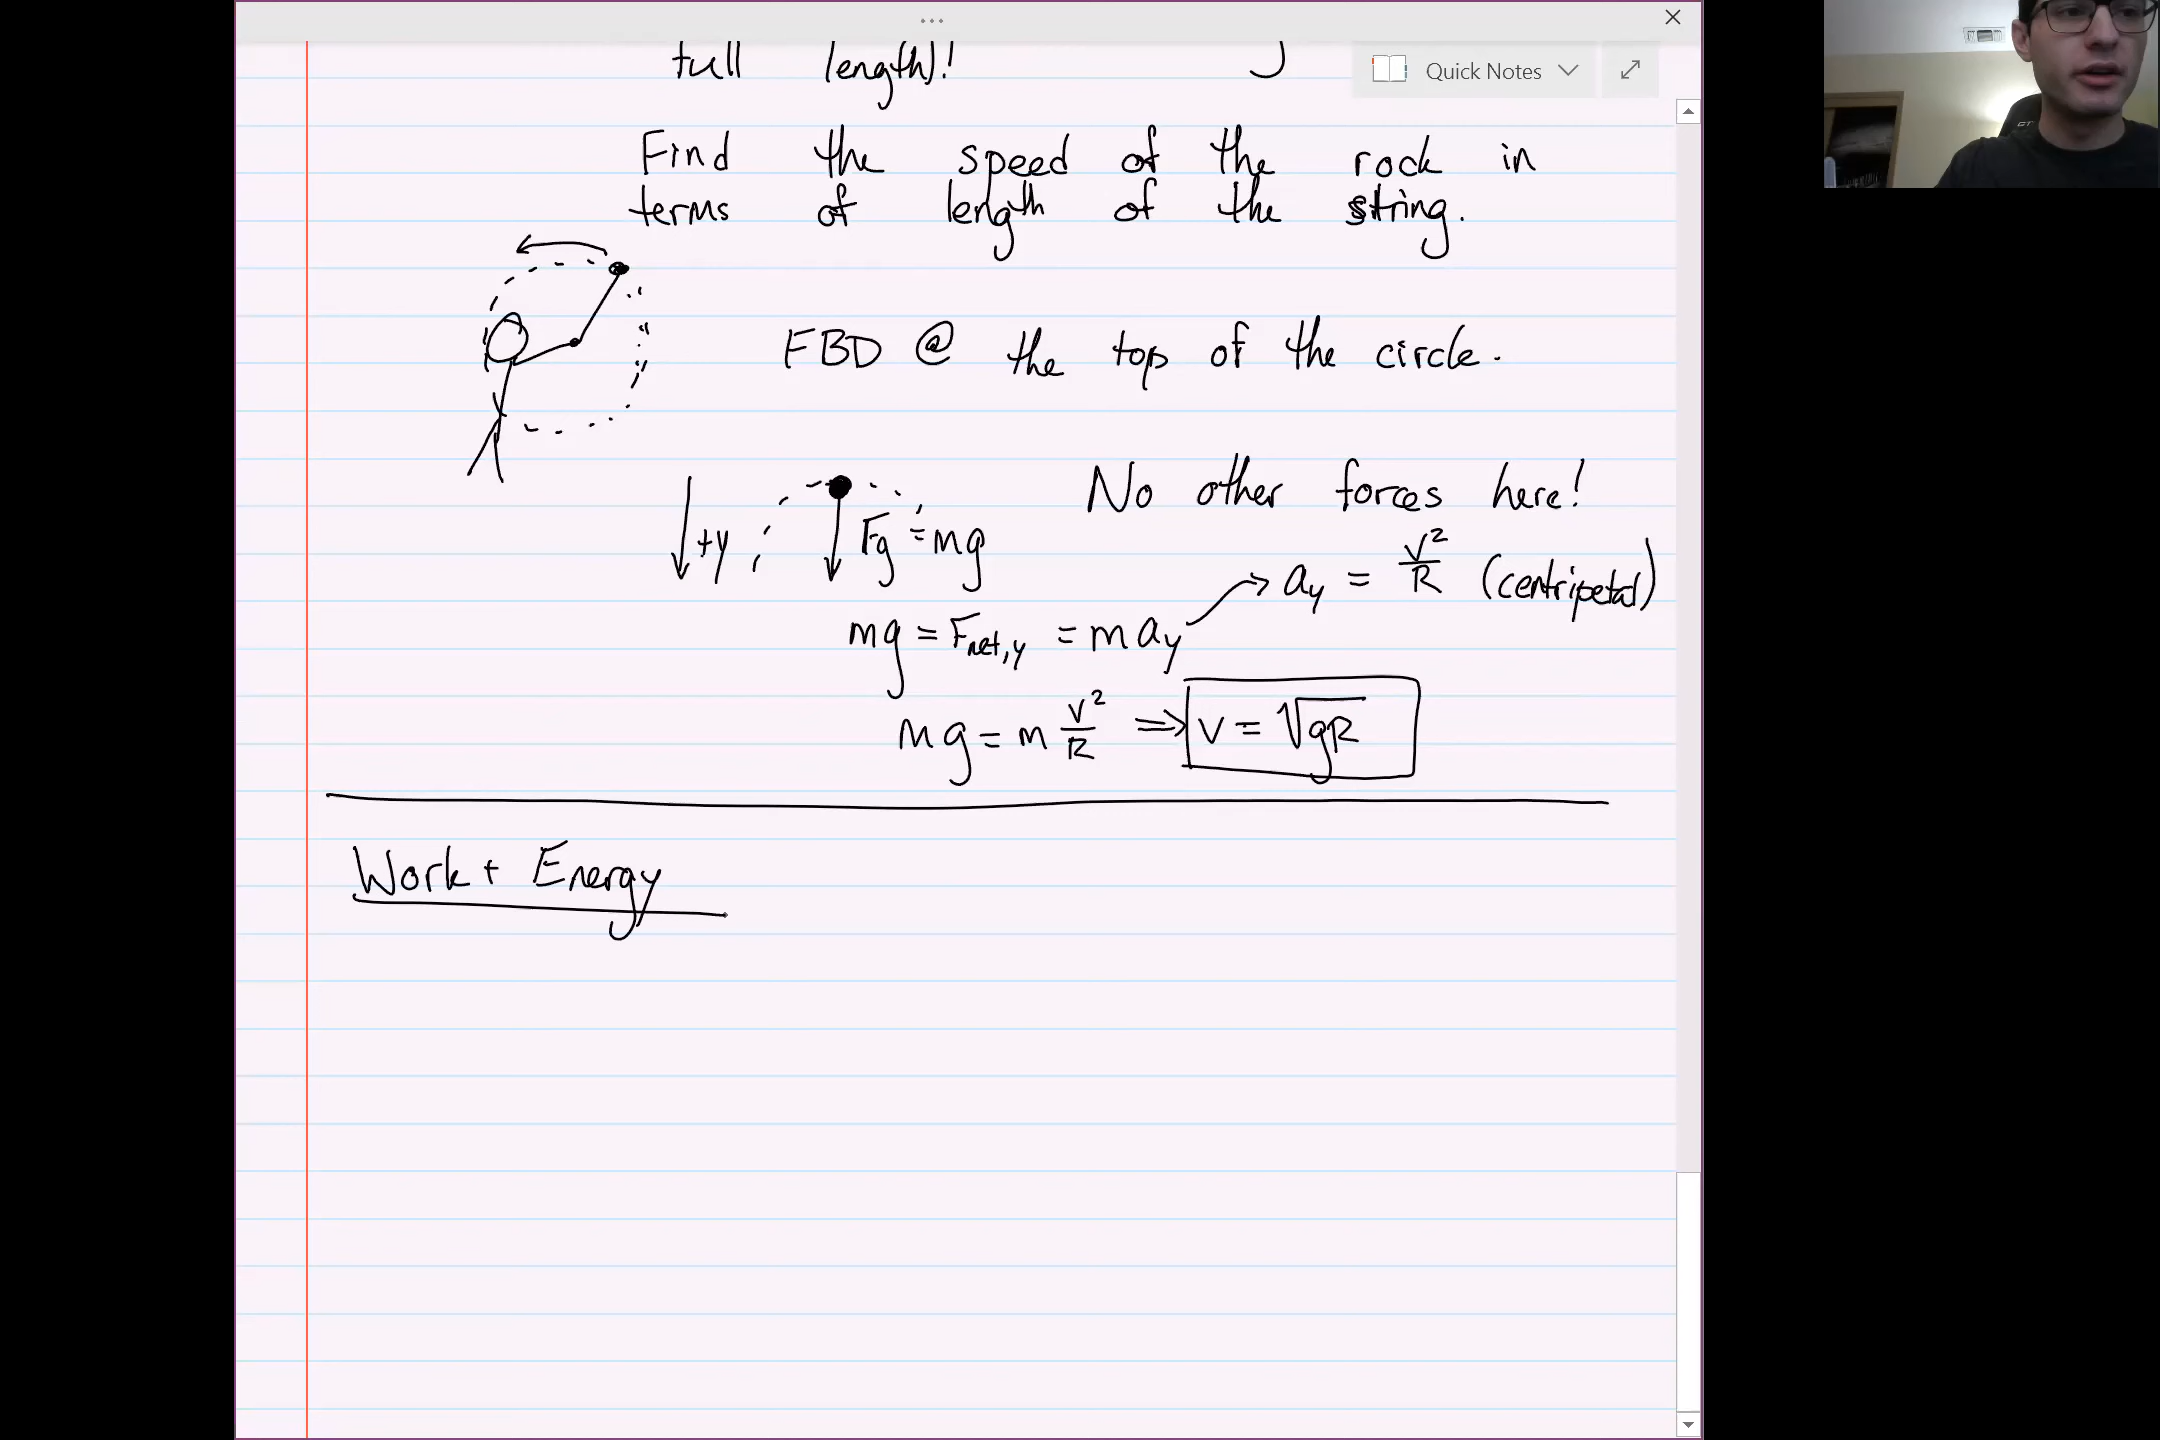 full length)!
Quick Notes
Find the speed of the rock in
terms of length of the string.
FBD @ the top of the circle.
No other forces here!
+y
Fg = mg
ay = v²/R (centripetal)
mg = Fnet,y = m ay
mg = m v²/R ⇒ v = √gR
Work + Energy